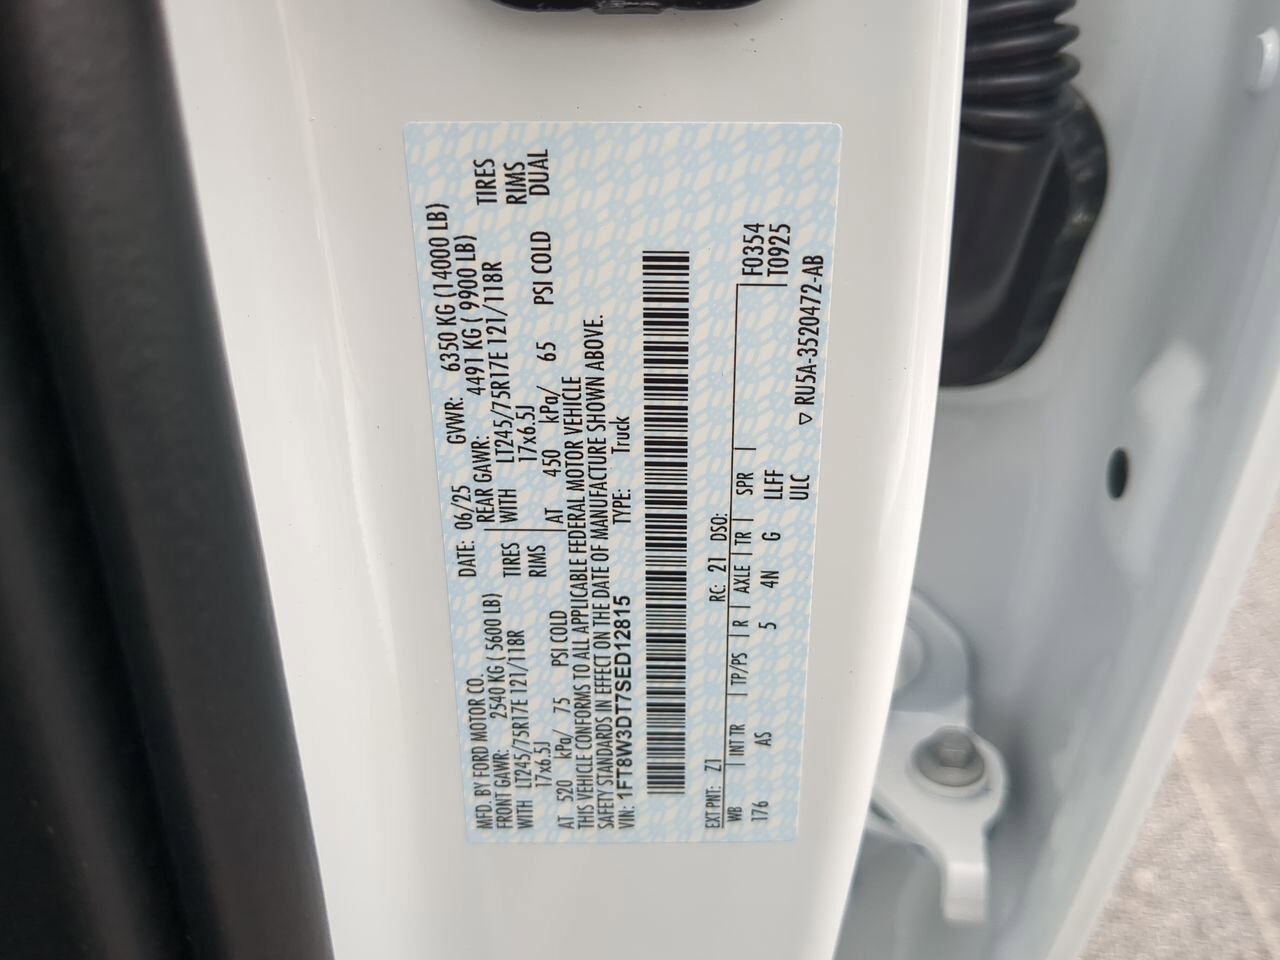 MFD. BY FORD MOTOR CO.
DATE: 06/25 GVWR: 6350 KG (14000 LB)
FRONT GAWR: 2540 KG ( 5600 LB)
REAR GAWR: 4491 KG ( 9900 LB)
WITH LT245/75R17E 121/118R TIRES
WITH LT245/75R17E 121/118R TIRES
17x6.5J RIMS
17x6.5J RIMS
AT 520 kPa/ 75 PSI COLD
AT 450 kPa/ 65 PSI COLD DUAL
THIS VEHICLE CONFORMS TO ALL APPLICABLE FEDERAL MOTOR VEHICLE
SAFETY STANDARDS IN EFFECT ON THE DATE OF MANUFACTURE SHOWN ABOVE.
VIN: 1FT8W3DT7SED12815 TYPE: Truck
EXT PNT: Z1 RC: 21 DSO: F0354
WB INT TR TP/PS R AXLE TR SPR T0925
176 AS 5 4N G LLFF
ULC ▽ RU5A-3520472-AB